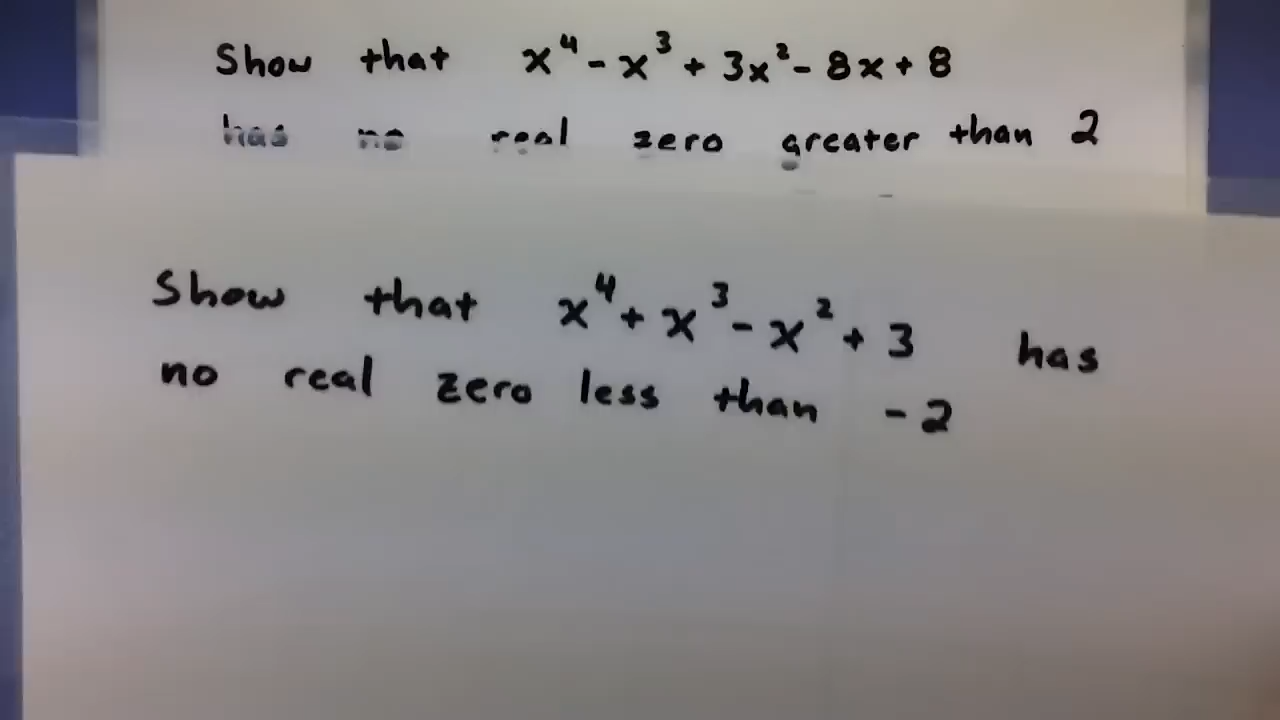 Show that x⁴ - x³ + 3x² - 8x + 8
has no real zero greater than 2
Show that x⁴ + x³ - x² + 3 has
no real zero less than -2